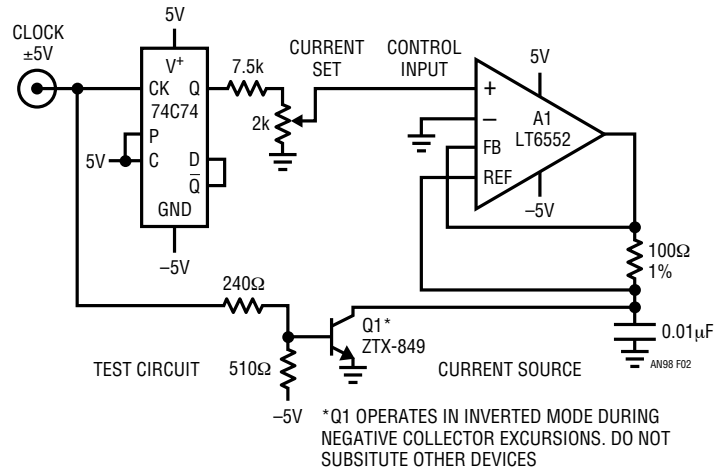 CLOCK
±5V
5V
V+
CK
Q
74C74
P
C
5V
D
Q̅
GND
–5V
7.5k
2k
CURRENT
SET
CONTROL
INPUT
5V
+
–
A1
LT6552
FB
REF
–5V
100Ω
1%
0.01µF
AN98 F02
240Ω
510Ω
–5V
Q1*
ZTX-849
TEST CIRCUIT
CURRENT SOURCE
*Q1 OPERATES IN INVERTED MODE DURING
NEGATIVE COLLECTOR EXCURSIONS. DO NOT
SUBSITUTE OTHER DEVICES